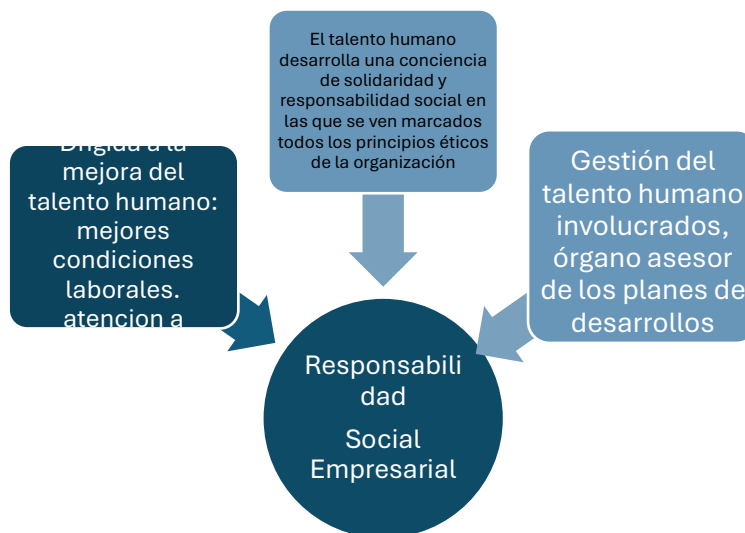 El talento humano
desarrolla una conciencia
de solidaridad y
responsabilidad social en
las que se ven marcados
todos los principios éticos
de la organización
mejora del
talento humano:
mejores
condiciones
laborales.
atencion a
Gestión del
talento humano
involucrados,
órgano asesor
de los planes de
desarrollos
Responsabili
dad
Social
Empresarial